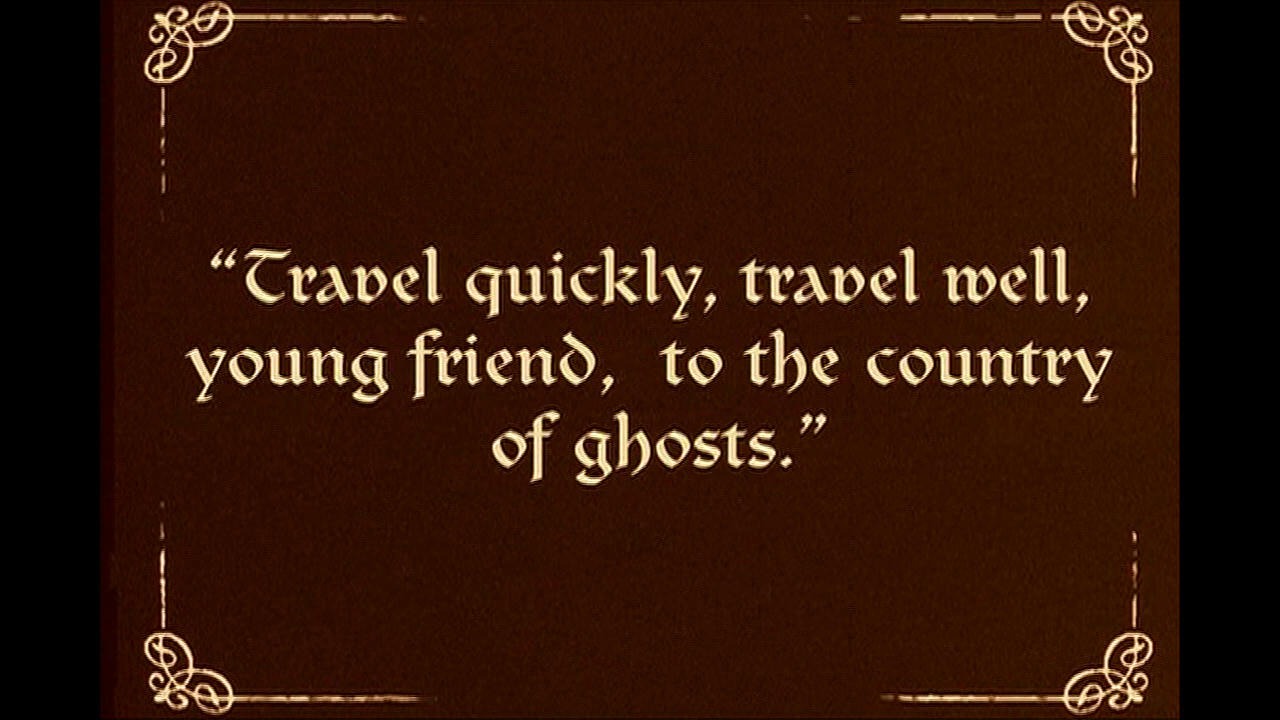 “Travel quickly, travel well,
young friend, to the country
of ghosts.”